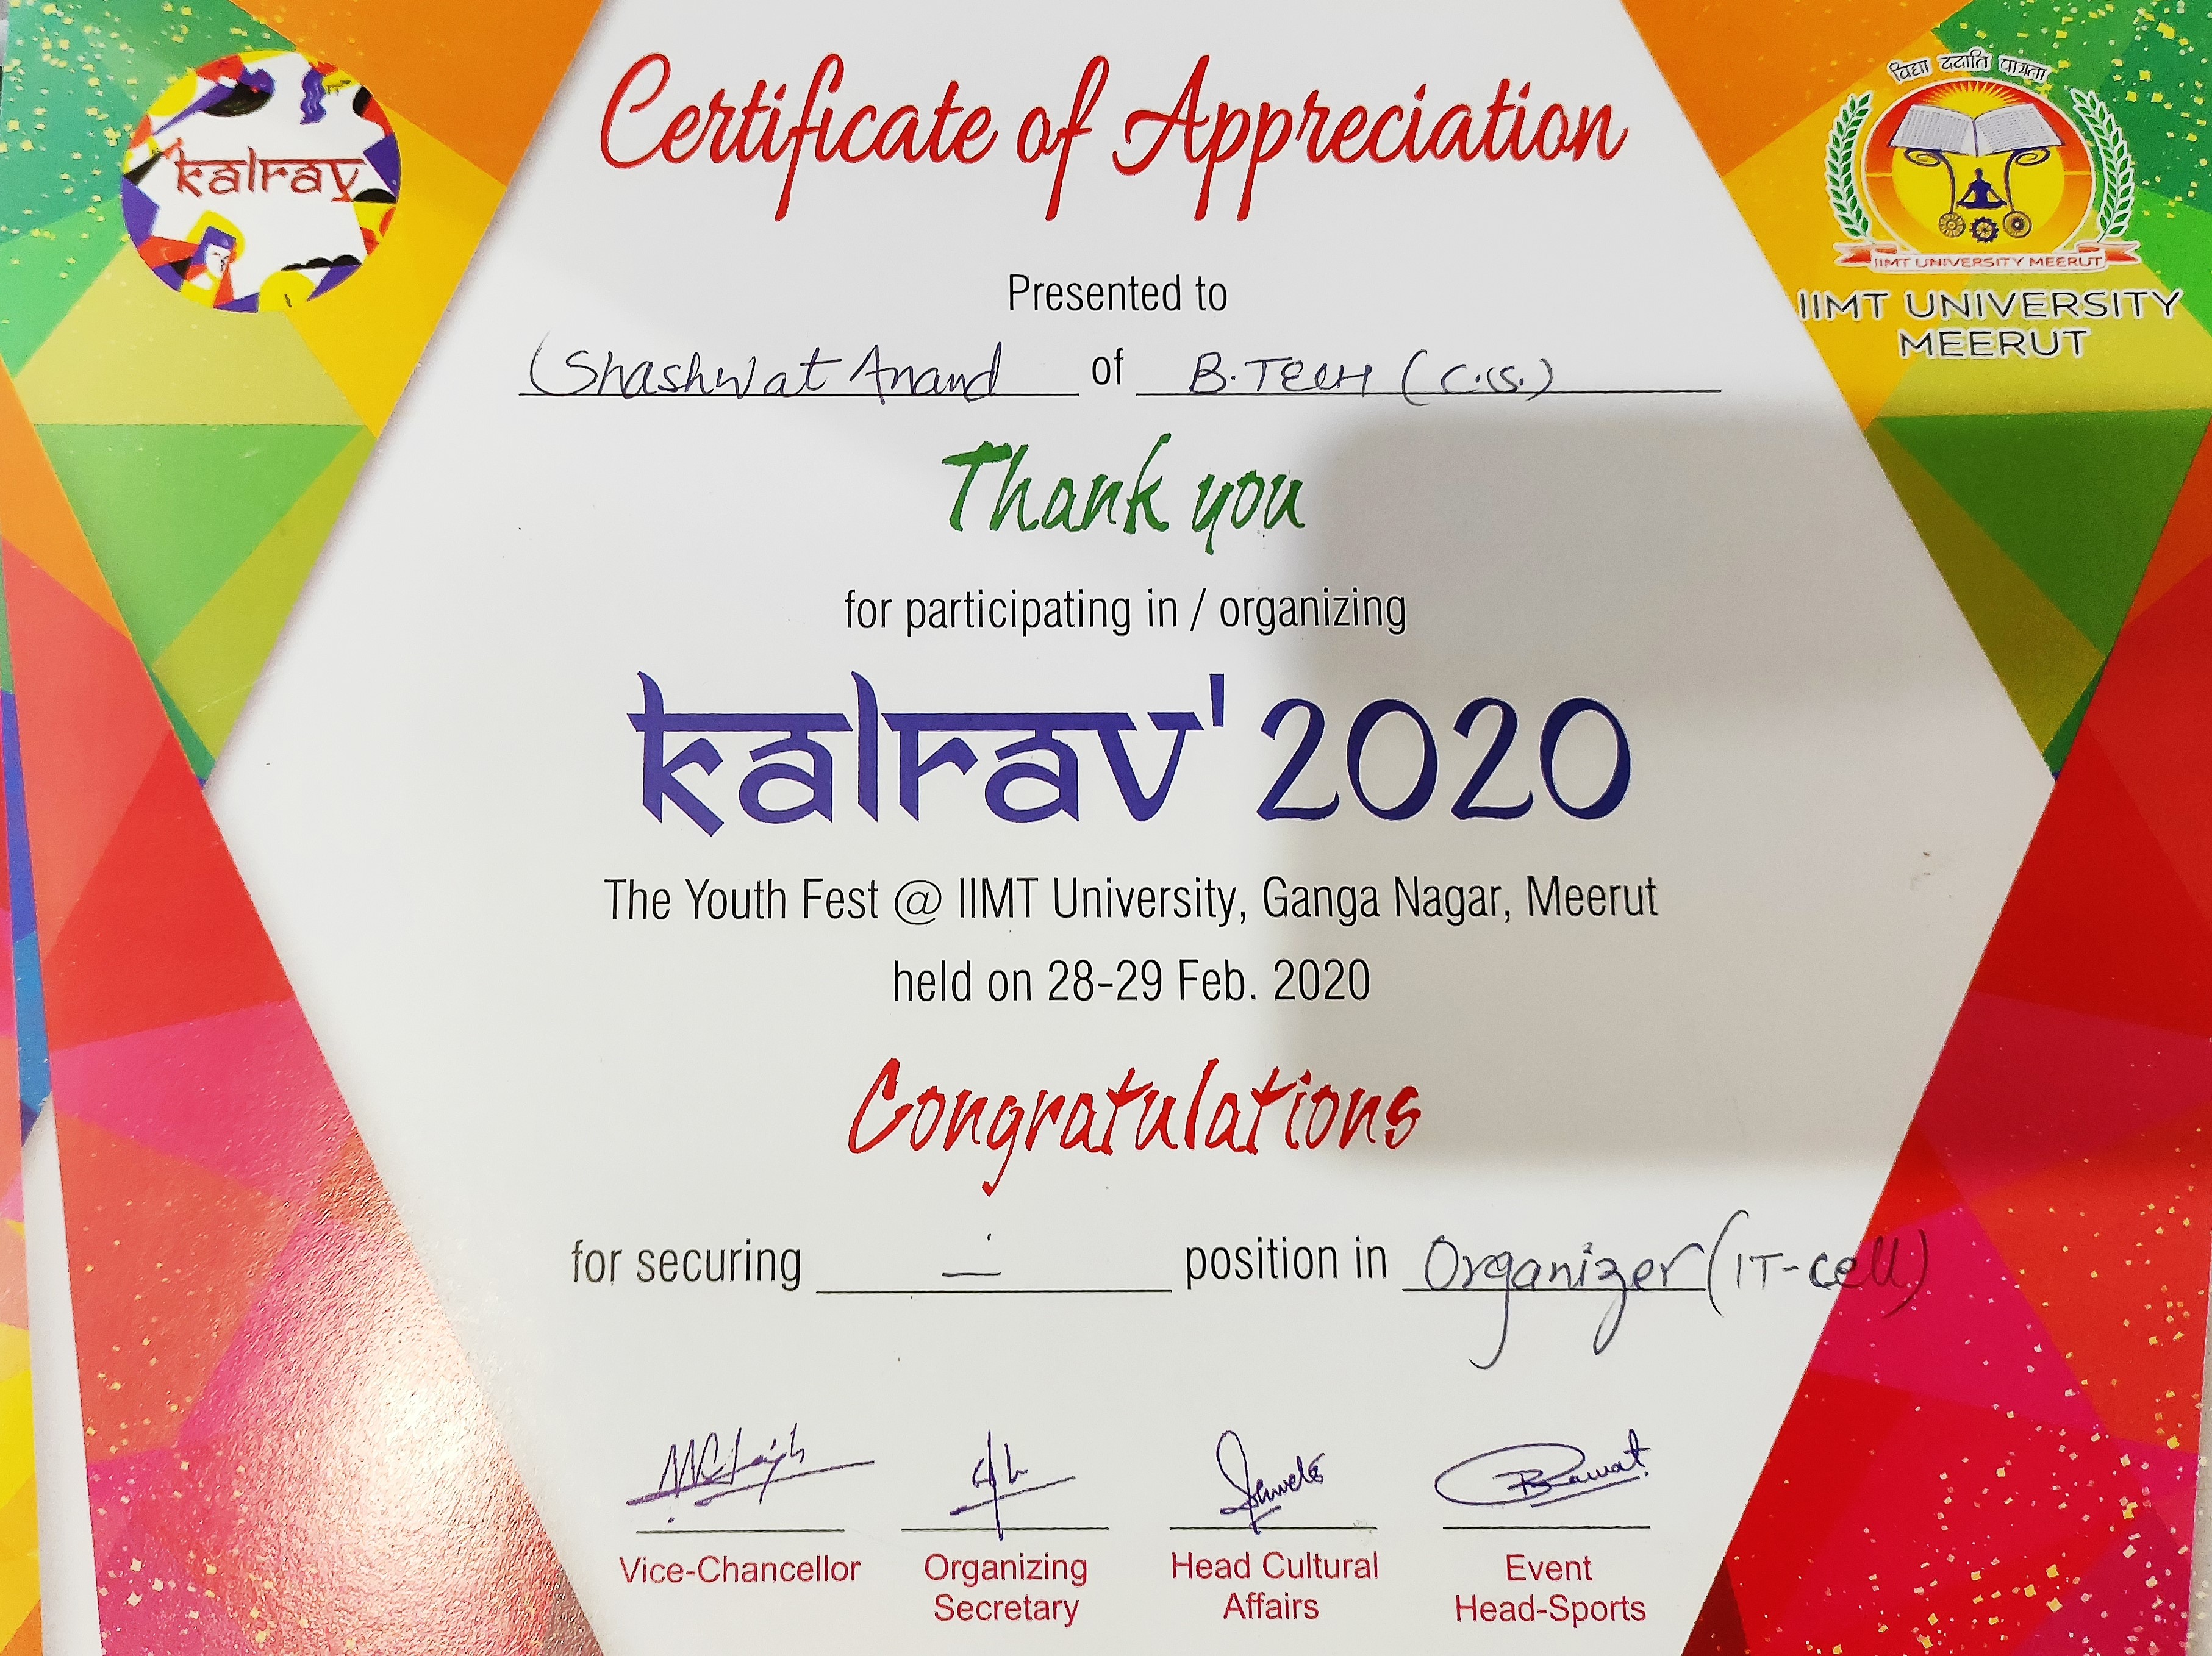 Certificate of Appreciation
kalrav
विद्या ददाति पात्रता
IIMT UNIVERSITY MEERUT
IIMT UNIVERSITY
MEERUT
Presented to
Shashwat Anand of B.TECH (C.S.)
Thank you
for participating in / organizing
kalrav' 2020
The Youth Fest @ IIMT University, Ganga Nagar, Meerut
held on 28-29 Feb. 2020
Congratulations
for securing — position in Organizer (IT-cell)
Vice-Chancellor Organizing Secretary Head Cultural Affairs Event Head-Sports